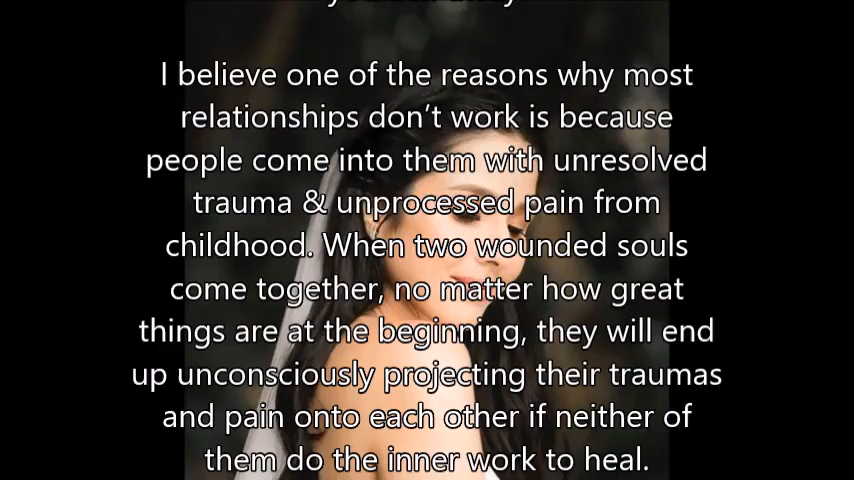 I believe one of the reasons why most
relationships don’t work is because
people come into them with unresolved
trauma & unprocessed pain from
childhood. When two wounded souls
come together, no matter how great
things are at the beginning, they will end
up unconsciously projecting their traumas
and pain onto each other if neither of
them do the inner work to heal.